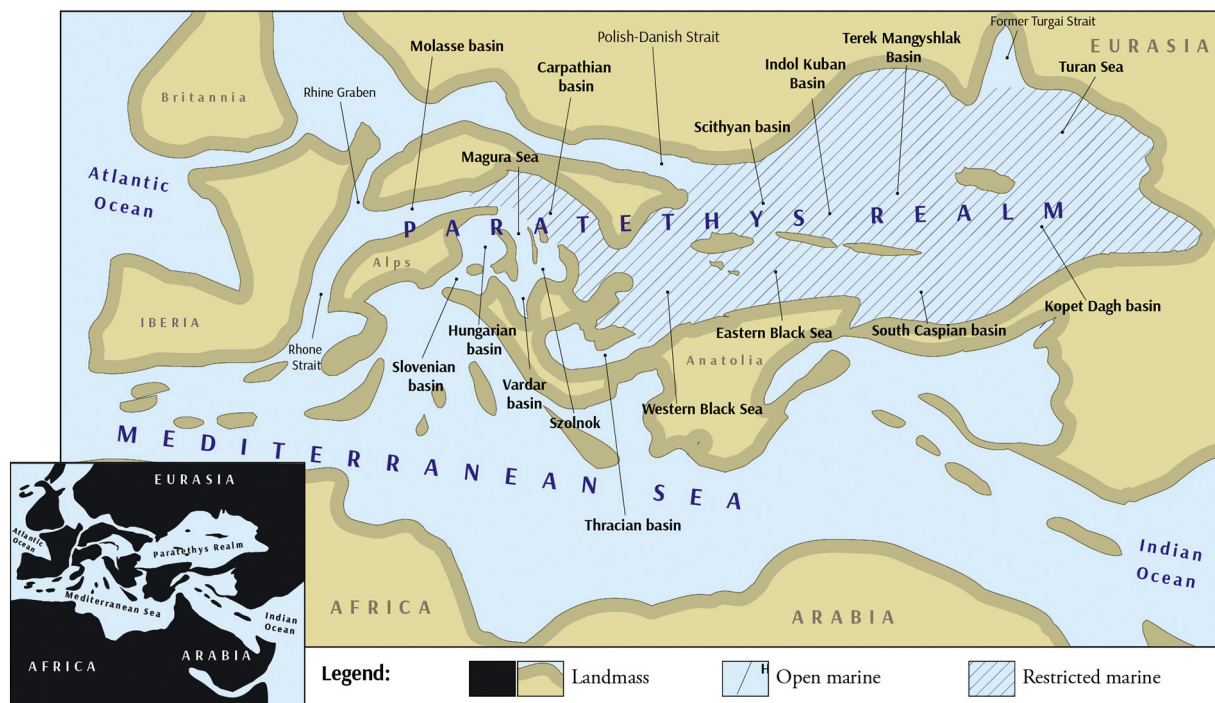 Former Turgai Strait
Molasse basin
Polish-Danish Strait
Terek Mangyshlak
Basin
EURASIA
Carpathian
basin
Indol Kuban
Basin
Turan Sea
Britannia
Rhine Graben
Scithyan basin
Magura Sea
Atlantic
Ocean
PARATETHYS REALM
Alps
IBERIA
Rhone
Strait
Hungarian
basin
Slovenian
basin
Vardar
basin
Szolnok
Eastern Black Sea
South Caspian basin
Kopet Dagh basin
Anatolia
Western Black Sea
MEDITERRANEAN SEA
Thracian basin
Indian
Ocean
AFRICA
ARABIA
EURASIA
Atlantic
Ocean
Paratethys Realm
Mediterranean Sea
Indian
Ocean
AFRICA
ARABIA
Legend:
Landmass
H
Open marine
Restricted marine